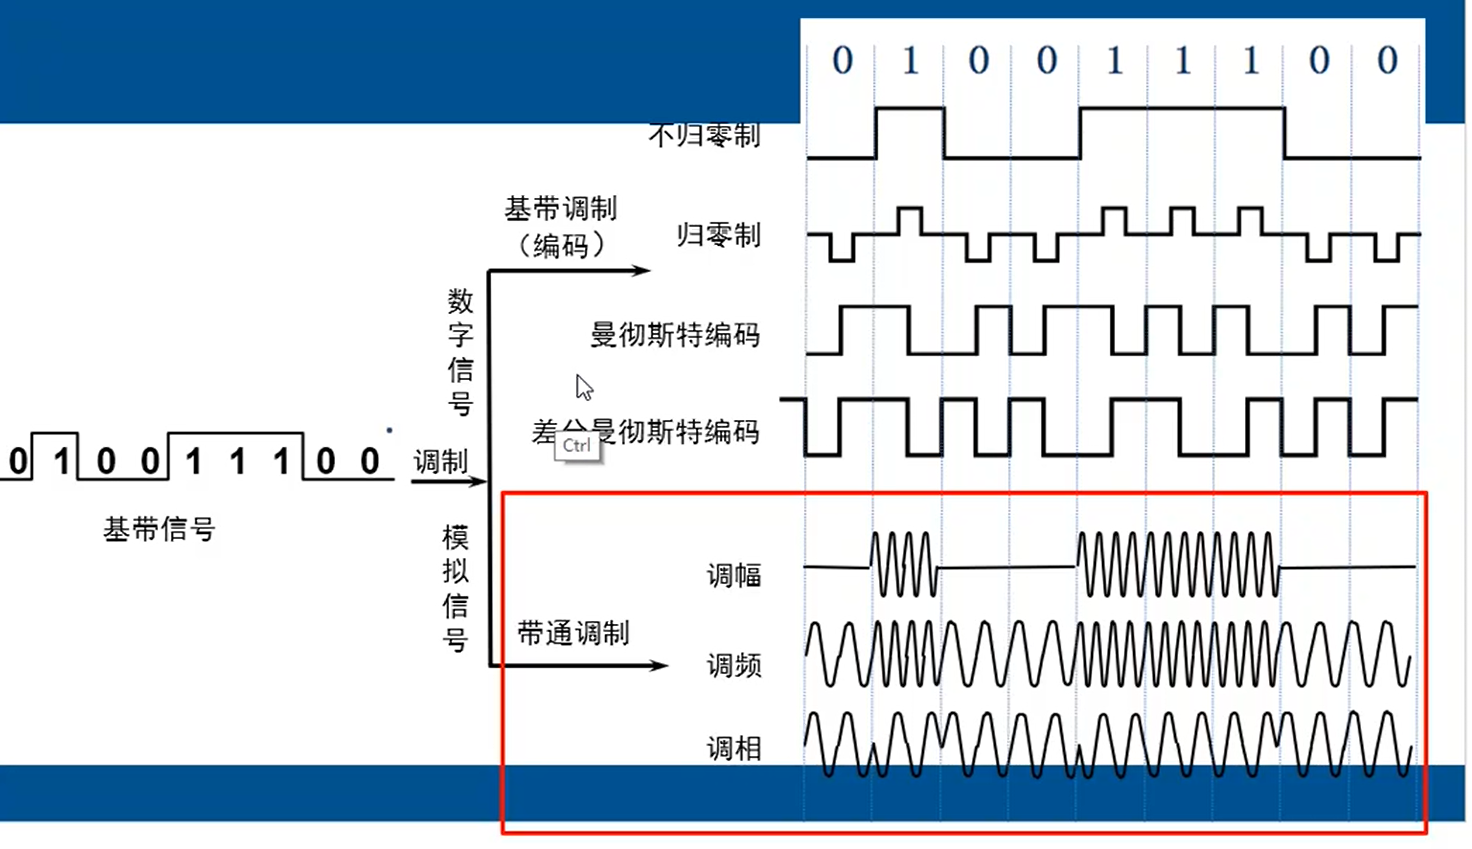 0 1 0 0 1 1 1 0 0
不归零制
基带调制
（编码）
归零制
数字信号
曼彻斯特编码
差分曼彻斯特编码
Ctrl
0 1 0 0 1 1 1 0 0
调制
基带信号
模拟信号
调幅
带通调制
调频
调相